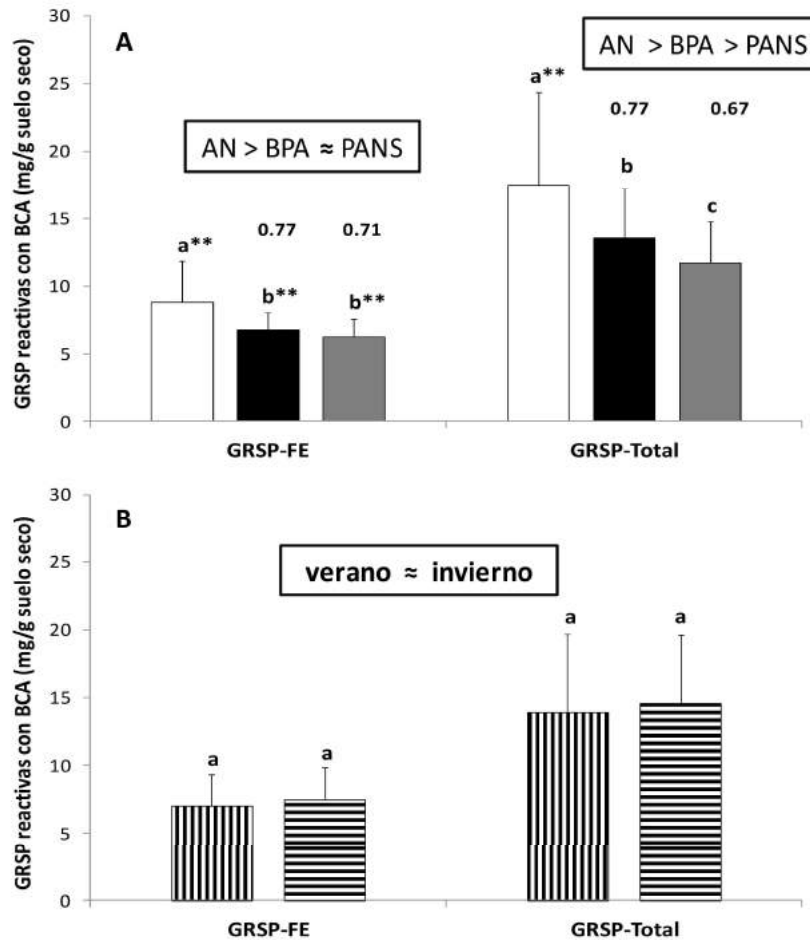 GRSP reactivas con BCA (mg/g suelo seco)
30
25
20
15
10
5
0
A
AN > BPA ≈ PANS
AN > BPA > PANS
a**
0.77
0.71
b**
b**
a**
0.77
0.67
b
c
GRSP-FE
GRSP-Total
GRSP reactivas con BCA (mg/g suelo seco)
30
25
20
15
10
5
0
B
verano ≈ invierno
a
a
a
a
GRSP-FE
GRSP-Total